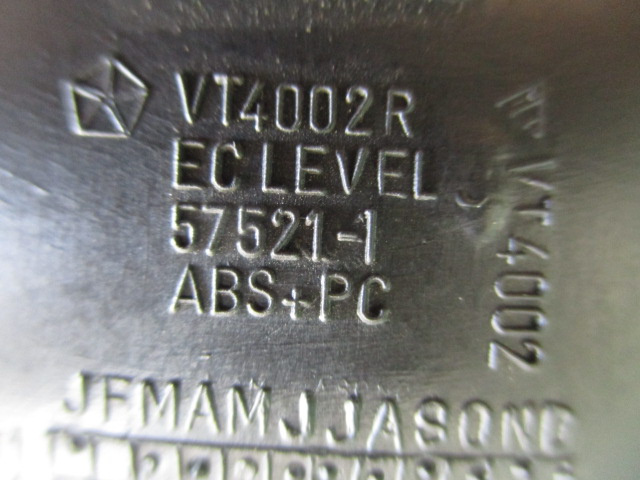 VT4002R
EC LEVEL
57521-1
ABS+PC
VT4002
JFMAMJJASOND